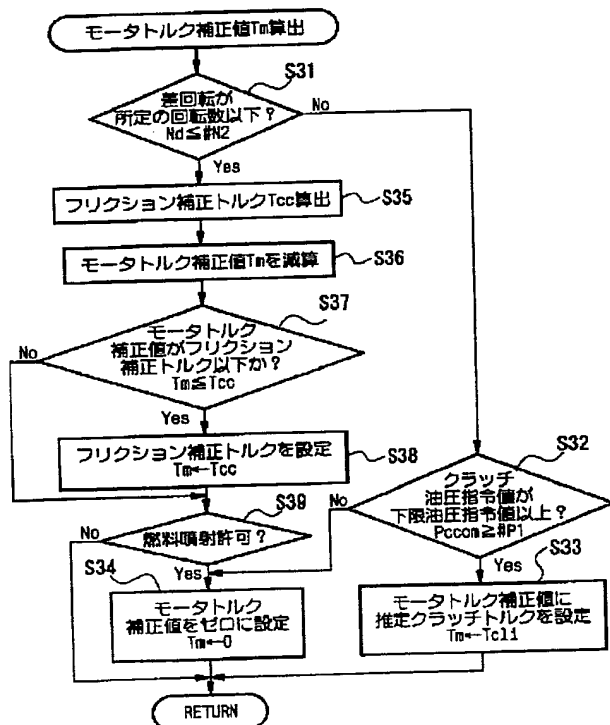 モータトルク補正値Tm算出
S31
差回転が
所定の回転数以下?
Nd≦#N2
No
Yes
フリクション補正トルクTcc算出
S35
モータトルク補正値Tmを減算
S36
S37
モータトルク
補正値がフリクション
補正トルク以下か?
Tm≦Tcc
No
Yes
フリクション補正トルクを設定
Tm←Tcc
S38
S32
クラッチ
油圧指令値が
下限油圧指令値以上?
Pccom≧#P1
No
Yes
S39
燃料噴射許可?
No
Yes
S34
モータトルク
補正値をゼロに設定
Tm←0
S33
モータトルク補正値に
推定クラッチトルクを設定
Tm←Tcli
RETURN